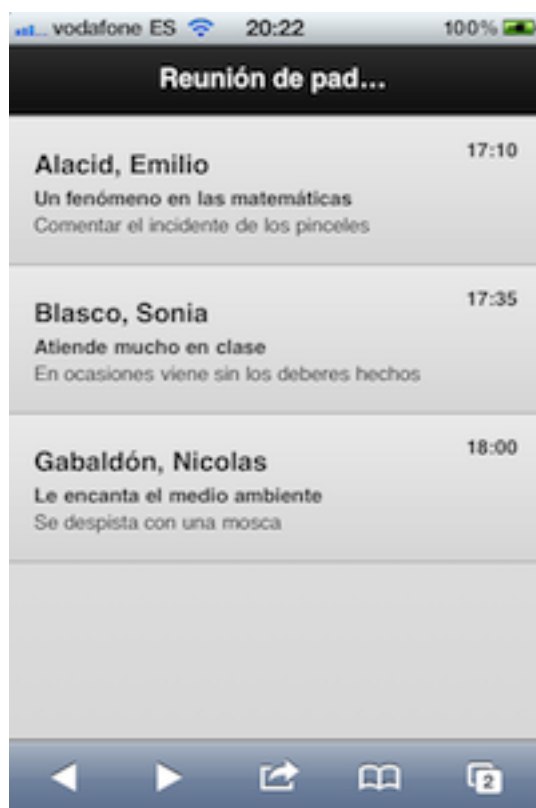 vodafone ES 20:22 100%
Reunión de pad...
Alacid, Emilio 17:10
Un fenómeno en las matemáticas
Comentar el incidente de los pinceles
Blasco, Sonia 17:35
Atiende mucho en clase
En ocasiones viene sin los deberes hechos
Gabaldón, Nicolas 18:00
Le encanta el medio ambiente
Se despista con una mosca
2